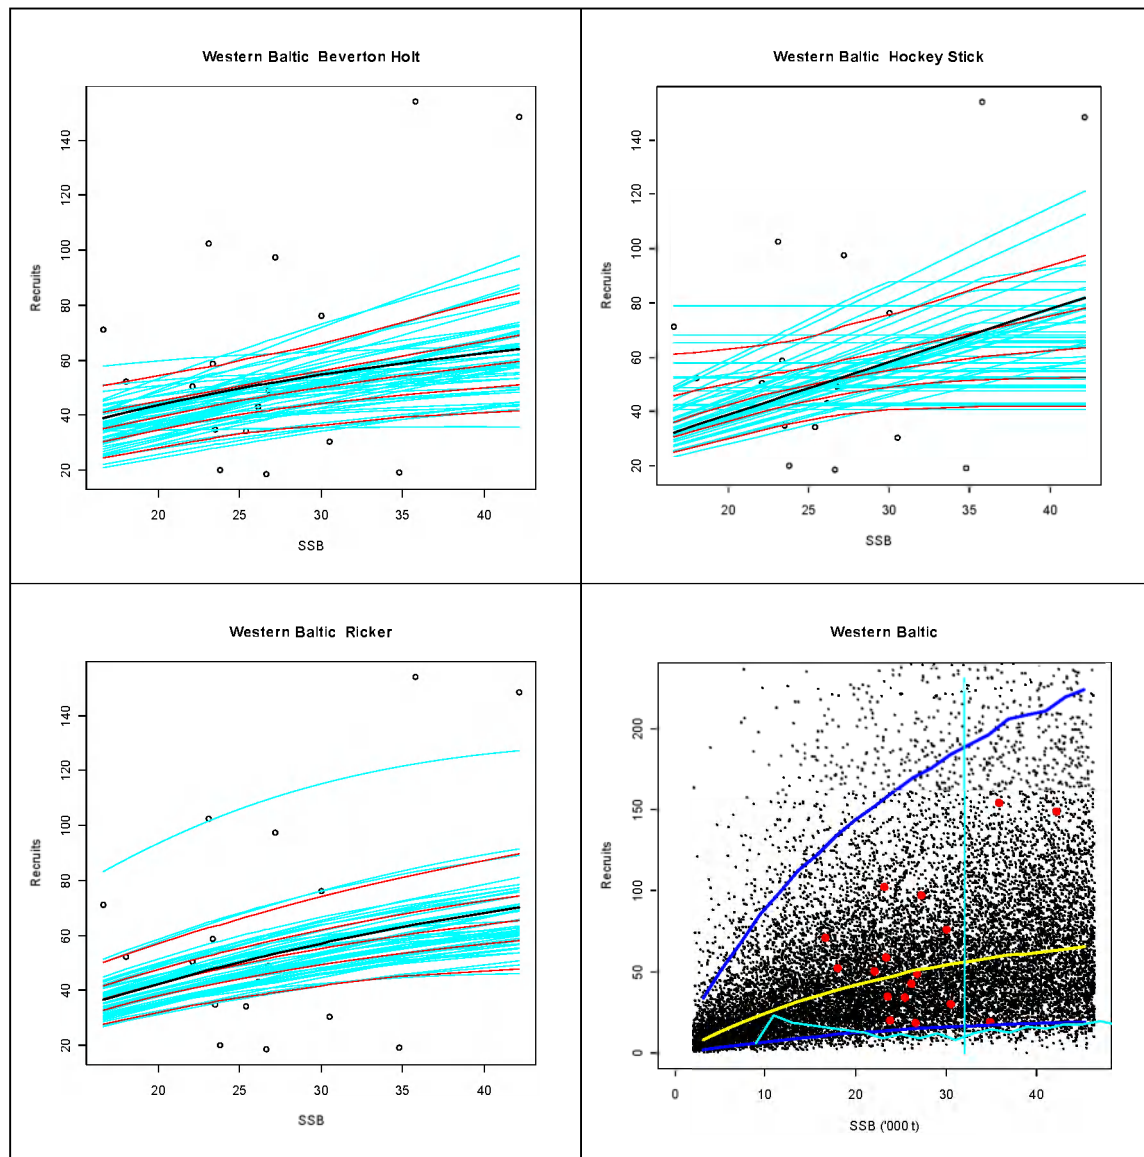 Western Baltic Beverton Holt
140
120
100
80
60
40
20
Recruits
20 25 30 35 40
SSB
Western Baltic Hockey Stick
140
120
100
80
60
40
20
Recruits
20 25 30 35 40
SSB
Western Baltic Ricker
140
120
100
80
60
40
20
Recruits
20 25 30 35 40
SSB
Western Baltic
200
150
100
50
0
Recruits
0 10 20 30 40
SSB ('000 t)